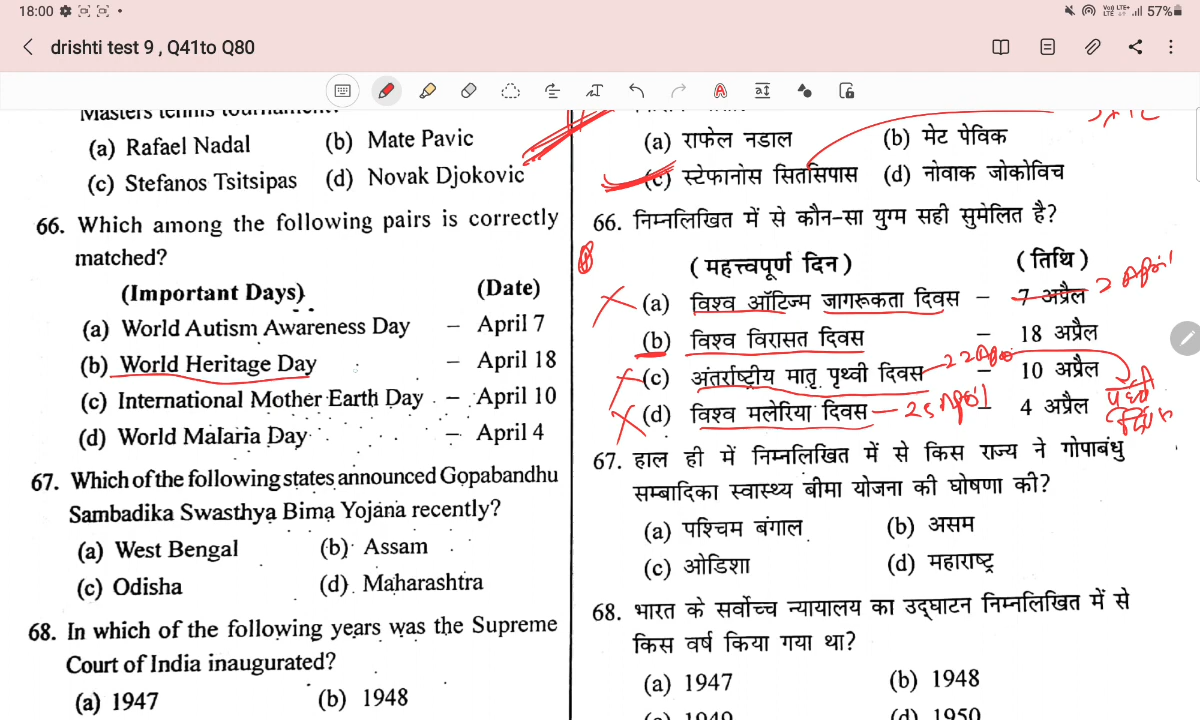 18:00
57%
drishti test 9 , Q41to Q80
Masters tennis tournament?
(a) Rafael Nadal (b) Mate Pavic
(c) Stefanos Tsitsipas (d) Novak Djokovic
66. Which among the following pairs is correctly
matched?
(Important Days) (Date)
(a) World Autism Awareness Day – April 7
(b) World Heritage Day – April 18
(c) International Mother Earth Day – April 10
(d) World Malaria Day – April 4
67. Which of the following states announced Gopabandhu
Sambadika Swasthya Bima Yojana recently?
(a) West Bengal (b) Assam
(c) Odisha (d) Maharashtra
68. In which of the following years was the Supreme
Court of India inaugurated?
(a) 1947 (b) 1948
(a) राफेल नडाल (b) मेट पेविक
(c) स्टेफानोस सितसिपास (d) नोवाक जोकोविच
66. निम्नलिखित में से कौन-सा युग्म सही सुमेलित है?
(महत्त्वपूर्ण दिन) (तिथि)
(a) विश्व ऑटिज्म जागरूकता दिवस – 7 अप्रैल 2 April
(b) विश्व विरासत दिवस – 18 अप्रैल
(c) अंतर्राष्ट्रीय मातृ पृथ्वी दिवस 22 – 10 अप्रैल
(d) विश्व मलेरिया दिवस – 25 April – 4 अप्रैल
67. हाल ही में निम्नलिखित में से किस राज्य ने गोपाबंधु
सम्बादिका स्वास्थ्य बीमा योजना की घोषणा की?
(a) पश्चिम बंगाल (b) असम
(c) ओडिशा (d) महाराष्ट्र
68. भारत के सर्वोच्च न्यायालय का उद्घाटन निम्नलिखित में से
किस वर्ष किया गया था?
(a) 1947 (b) 1948
(c) 1949 (d) 1950